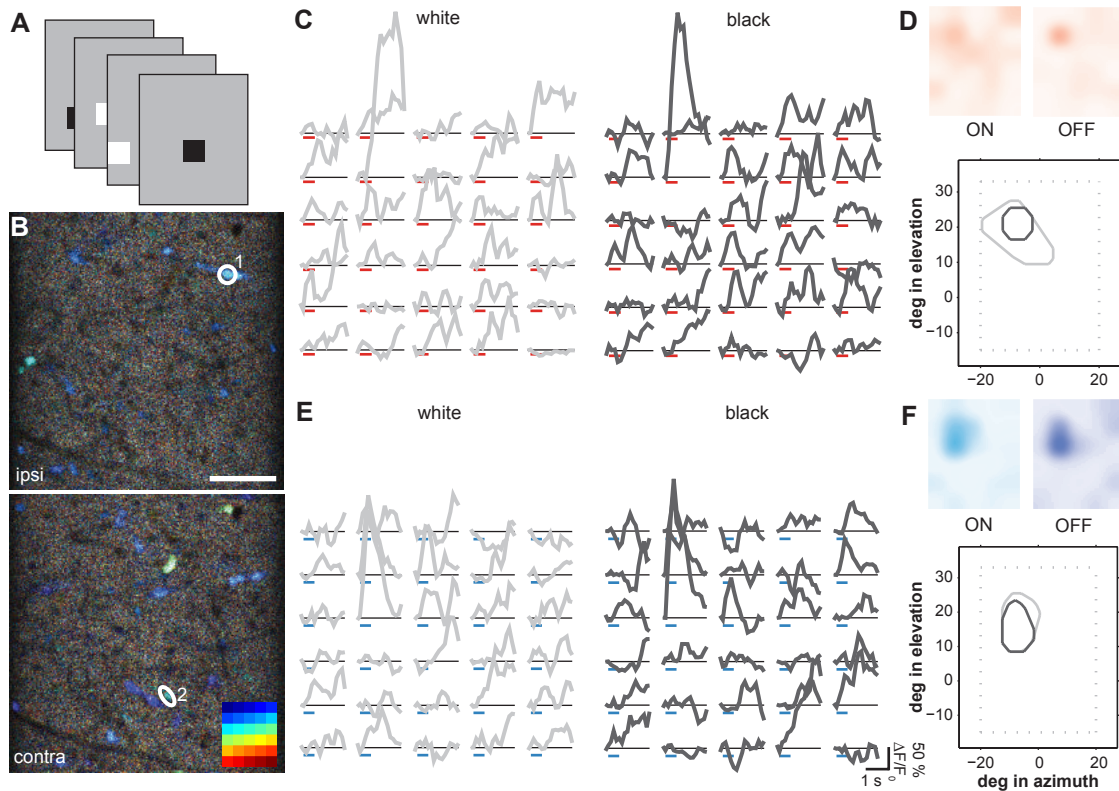 A
B
1
ipsi
2
contra
C
white
black
D
ON
OFF
deg in elevation
30
20
10
0
−10
−20
0
20
E
white
black
50 %
ΔF/F0
1 s
F
ON
OFF
deg in elevation
30
20
10
0
−10
−20
0
20
deg in azimuth